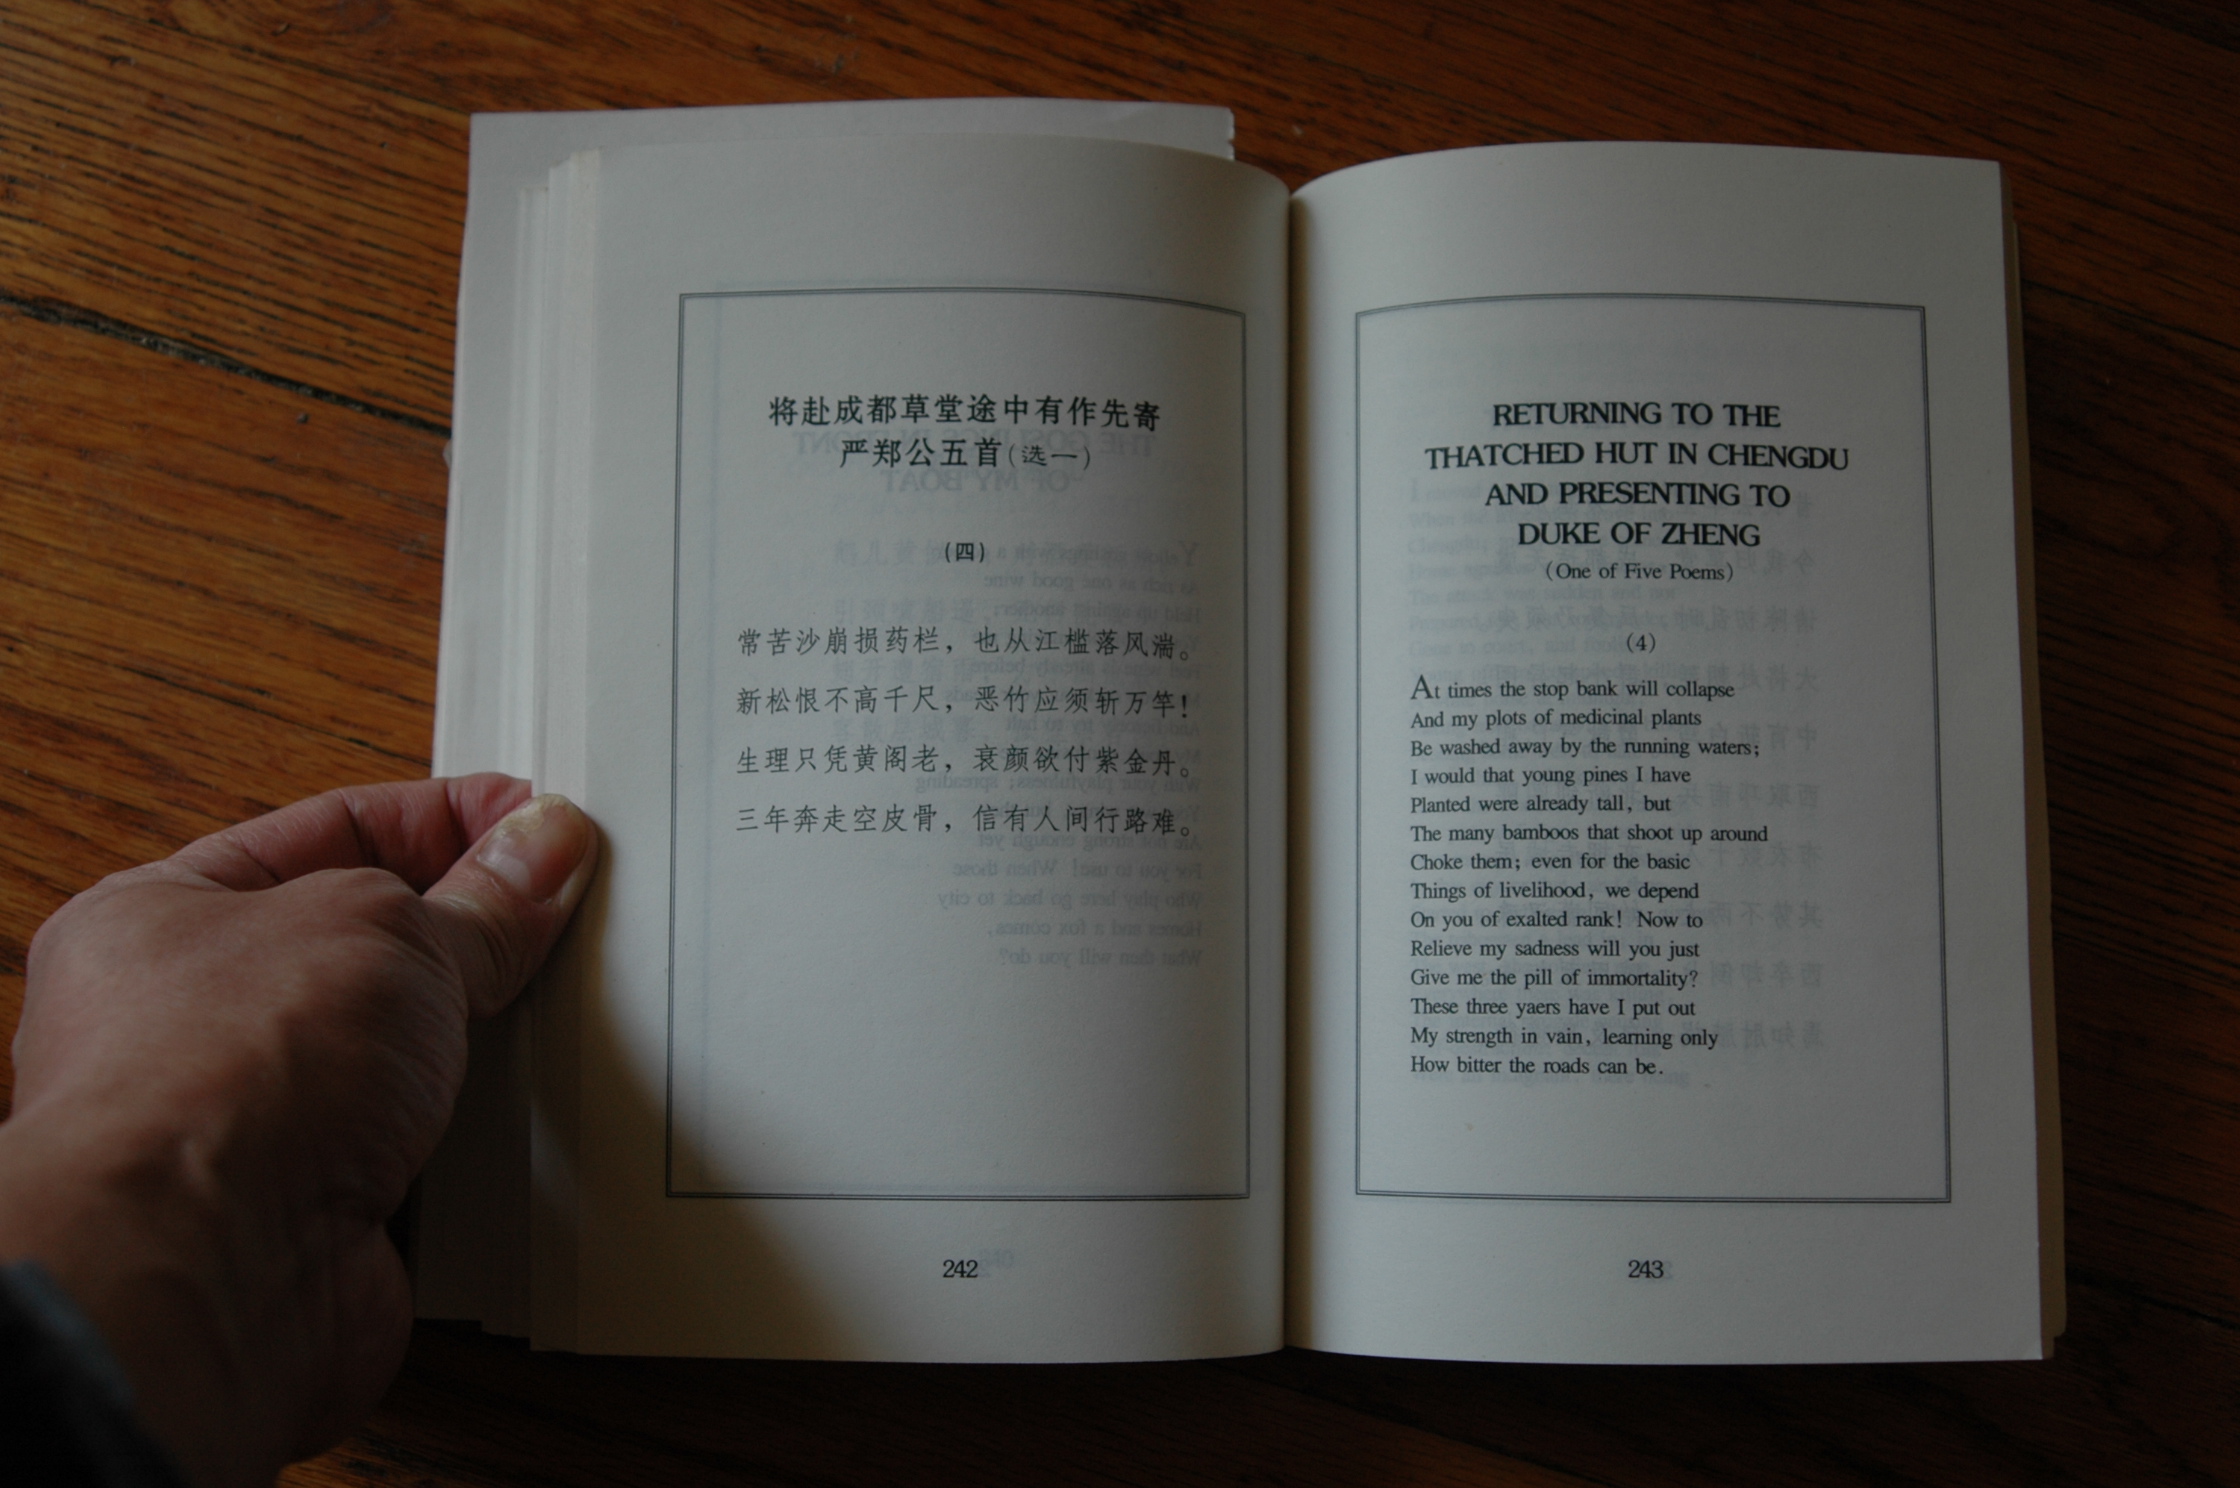 将赴成都草堂途中有作先寄
严郑公五首(选一)
(四)
常苦沙崩损药栏，也从江槛落风湍。
新松恨不高千尺，恶竹应须斩万竿！
生理只凭黄阁老，衰颜欲付紫金丹。
三年奔走空皮骨，信有人间行路难。
242
RETURNING TO THE
THATCHED HUT IN CHENGDU
AND PRESENTING TO
DUKE OF ZHENG
(One of Five Poems)
(4)
At times the stop bank will collapse
And my plots of medicinal plants
Be washed away by the running waters;
I would that young pines I have
Planted were already tall, but
The many bamboos that shoot up around
Choke them; even for the basic
Things of livelihood, we depend
On you of exalted rank! Now to
Relieve my sadness will you just
Give me the pill of immortality?
These three yaers have I put out
My strength in vain, learning only
How bitter the roads can be.
243